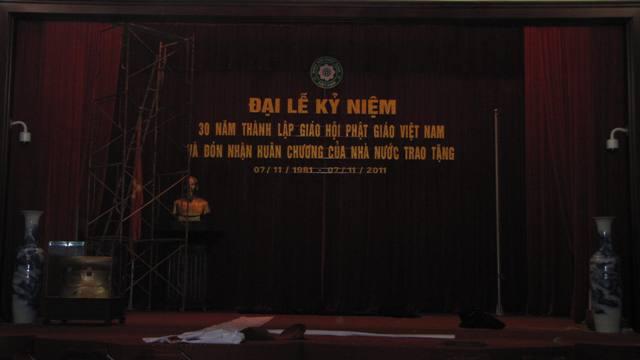 ĐẠI LỄ KỶ NIỆM
30 NĂM THÀNH LẬP GIÁO HỘI PHẬT GIÁO VIỆT NAM
VÀ ĐÓN NHẬN HUÂN CHƯƠNG CỦA NHÀ NƯỚC TRAO TẶNG
07/11/1981 - 07/11/2011